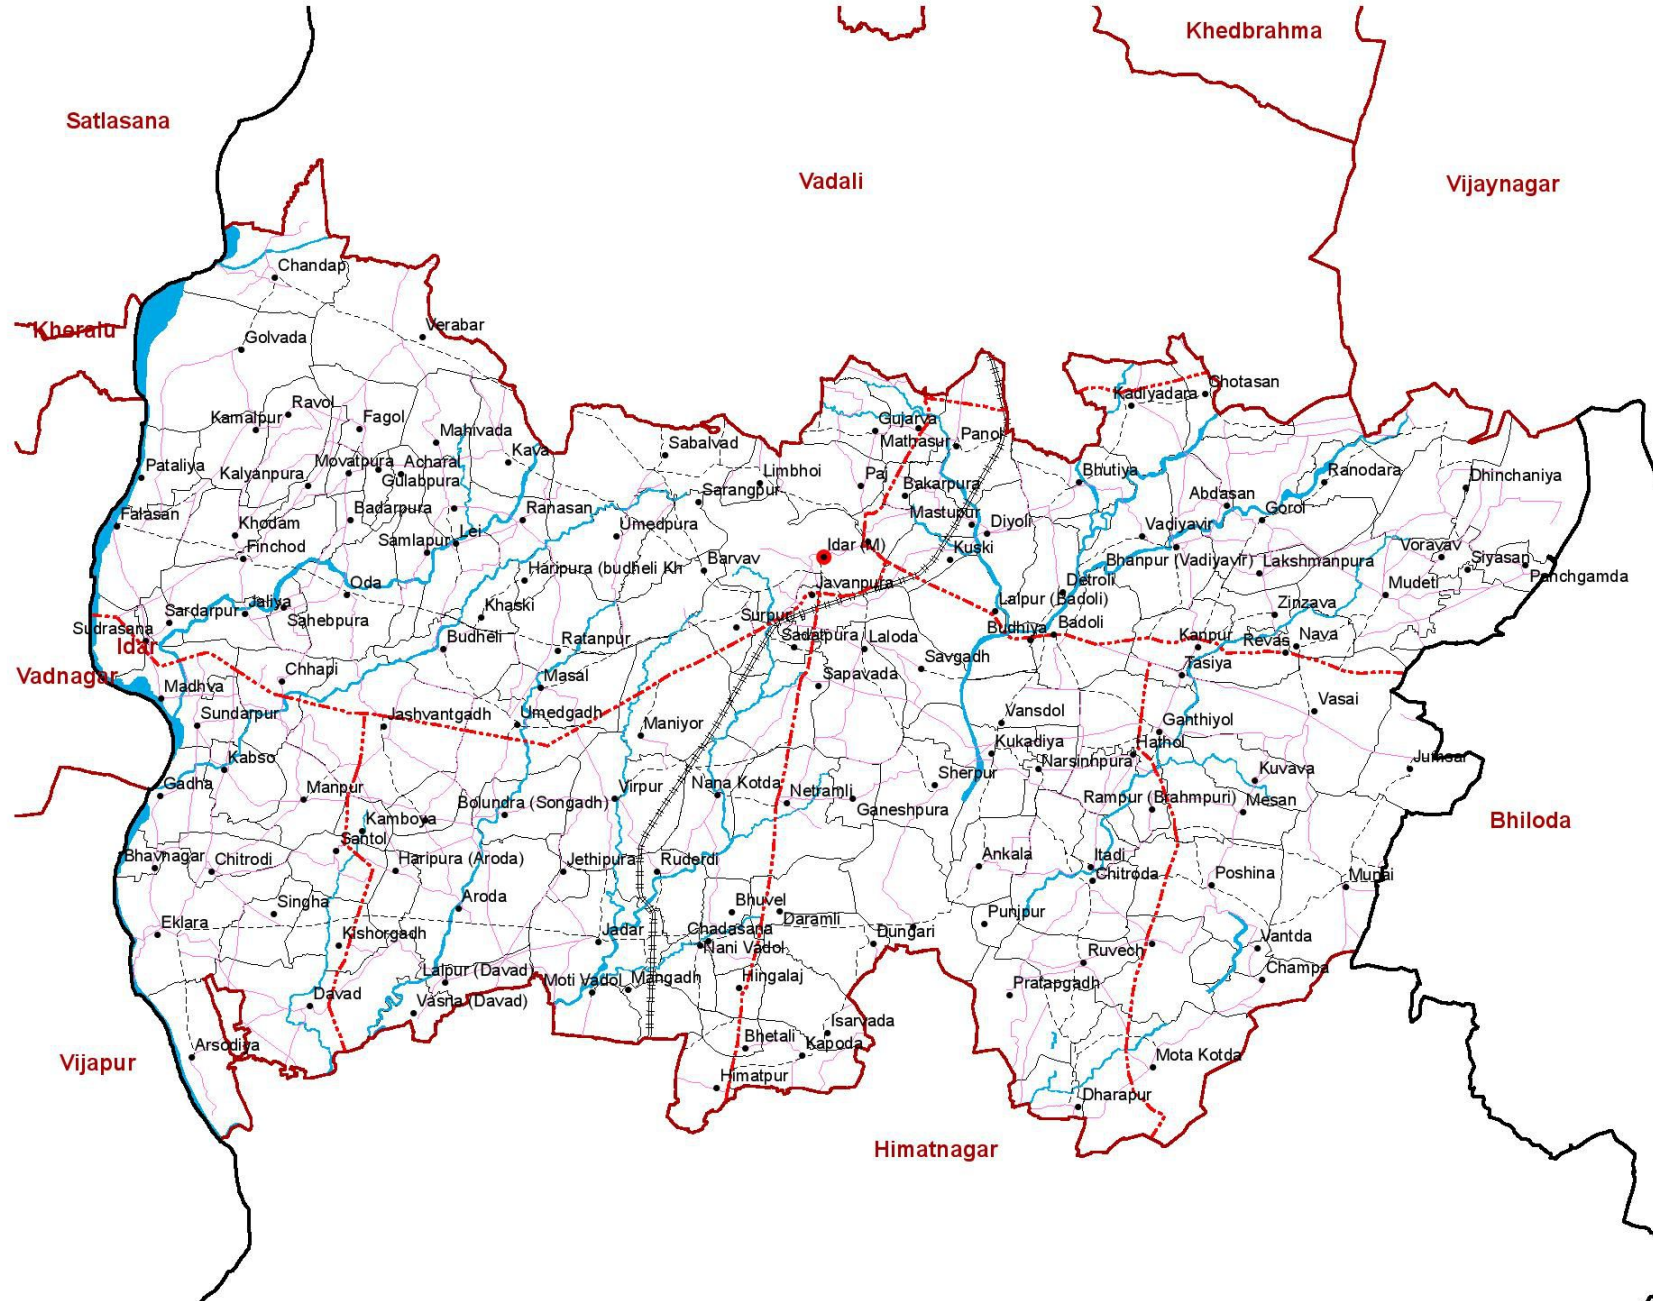 Khedbrahma
Satlasana
Vadali
Vijaynagar
Chandap
Kheralu
Verabar
Golvada
Chotasan
Kadiyadara
Ravol
Kamalpur
Fagol
Gujarva
Mahivada
Mathasur
Panol
Sabalvad
Kava
Pataliya
Movatpura
Acharal
Limbhoi
Paj
Bhutiya
Ranodara
Kalyanpura
Gulabpura
Dhinchaniya
Bakarpura
Sarangpur
Abdasan
Falasan
Badarpura
Ranasan
Mastupur
Gorol
Khodam
Umedpura
Diyoli
Vadiyavir
Samlapur
Lei
Finchod
Idar (M)
Kuski
Voravav
Barvav
Bhanpur (Vadiyavir)
Lakshmanpura
Siyasan
Haripura (budheli Kh
Panchgamda
Oda
Javanpura
Detroli
Mudeti
Jaliya
Khaski
Lalpur (Badoli)
Zinzava
Sardarpur
Sahebpura
Surpur
Sudrasana
Budhiya
Badoli
Budheli
Ratanpur
Sadatpura
Laloda
Kanpur
Revas
Nava
Idar
Savgadh
Tasiya
Chhapi
Vadnagar
Masal
Sapavada
Madhva
Vasai
Sundarpur
Jashvantgadh
Umedgadh
Maniyor
Vansdol
Ganthiyol
Kukadiya
Hathol
Kabso
Narsinhpura
Jumsar
Gadha
Manpur
Virpur
Nana Kotda
Sherpur
Kuvava
Bolundra (Songadh)
Netramli
Ganeshpura
Rampur (Brahmpuri)
Mesan
Kamboya
Bhiloda
Santol
Bhavnagar
Chitrodi
Haripura (Aroda)
Jethipura
Ruderdi
Ankala
Itadi
Chitroda
Poshina
Munai
Singha
Aroda
Bhuvel
Eklara
Daramli
Punjpur
Kishorgadh
Jadar
Chadasana
Dungari
Nani Vadol
Ruvech
Vantda
Lalpur (Davad)
Moti Vadol
Mangadh
Hingalaj
Champa
Davad
Vasna (Davad)
Pratapgadh
Isarvada
Arsodiya
Bhetali
Kapoda
Vijapur
Mota Kotda
Himatpur
Dharapur
Himatnagar